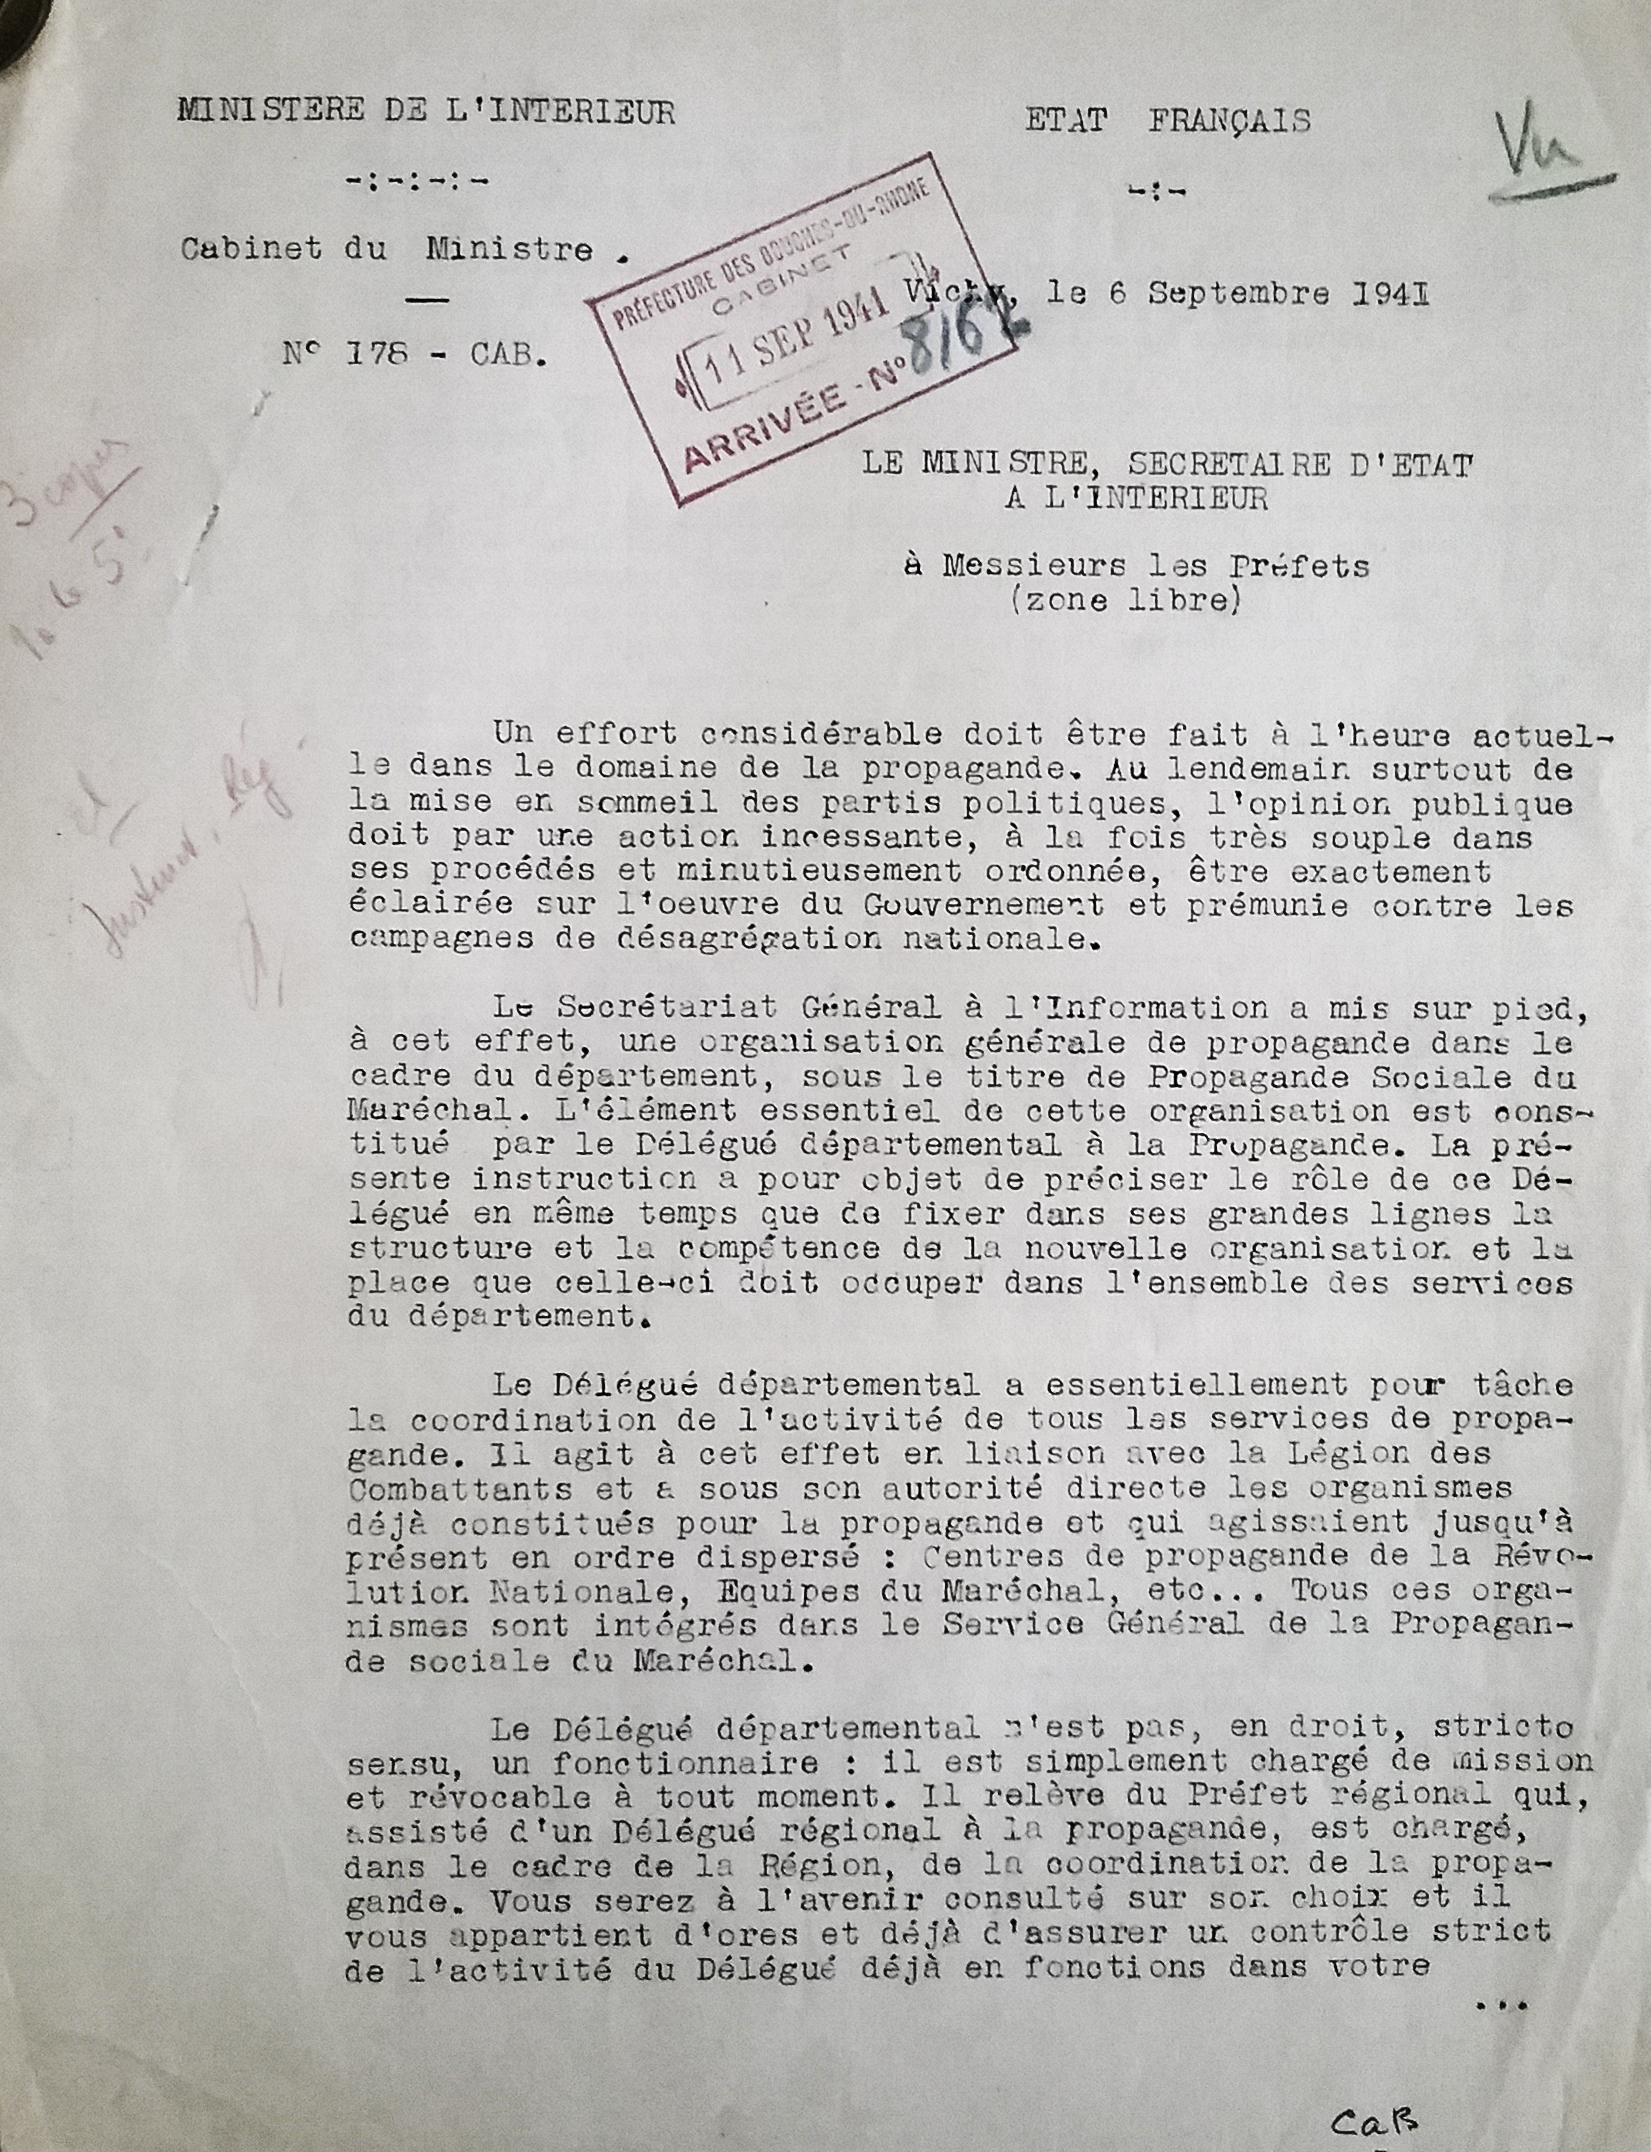 MINISTERE DE L'INTERIEUR
ETAT FRANÇAIS
Vu
-:-:-:-
-:-
Cabinet du Ministre .
PRÉFECTURE DES BOUCHES-DU-RHONE
CABINET
11 SEP 1941
ARRIVÉE - N° 8162
Vichy, le 6 Septembre 1941
N° 178 - CAB.
3 copies
LE MINISTRE, SECRETAIRE D'ETAT
A L'INTERIEUR
à Messieurs les Préfets
(zone libre)
Un effort considérable doit être fait à l'heure actuel-
le dans le domaine de la propagande. Au lendemain surtout de
la mise en sommeil des partis politiques, l'opinion publique
doit par une action incessante, à la fois très souple dans
ses procédés et minutieusement ordonnée, être exactement
éclairée sur l'oeuvre du Gouvernement et prémunie contre les
campagnes de désagrégation nationale.
Le Secrétariat Général à l'Information a mis sur pied,
à cet effet, une organisation générale de propagande dans le
cadre du département, sous le titre de Propagande Sociale du
Maréchal. L'élément essentiel de cette organisation est cons-
titué par le Délégué départemental à la Propagande. La pré-
sente instruction a pour objet de préciser le rôle de ce Dé-
légué en même temps que de fixer dans ses grandes lignes la
structure et la compétence de la nouvelle organisation et la
place que celle-ci doit occuper dans l'ensemble des services
du département.
Le Délégué départemental a essentiellement pour tâche
la coordination de l'activité de tous les services de propa-
gande. Il agit à cet effet en liaison avec la Légion des
Combattants et a sous son autorité directe les organismes
déjà constitués pour la propagande et qui agissaient jusqu'à
présent en ordre dispersé : Centres de propagande de la Révo-
lution Nationale, Equipes du Maréchal, etc... Tous ces orga-
nismes sont intégrés dans le Service Général de la Propagan-
de sociale du Maréchal.
Le Délégué départemental n'est pas, en droit, stricto
sensu, un fonctionnaire : il est simplement chargé de mission
et révocable à tout moment. Il relève du Préfet régional qui,
assisté d'un Délégué régional à la propagande, est chargé,
dans le cadre de la Région, de la coordination de la propa-
gande. Vous serez à l'avenir consulté sur son choix et il
vous appartient d'ores et déjà d'assurer un contrôle strict
de l'activité du Délégué déjà en fonctions dans votre
...
CaB